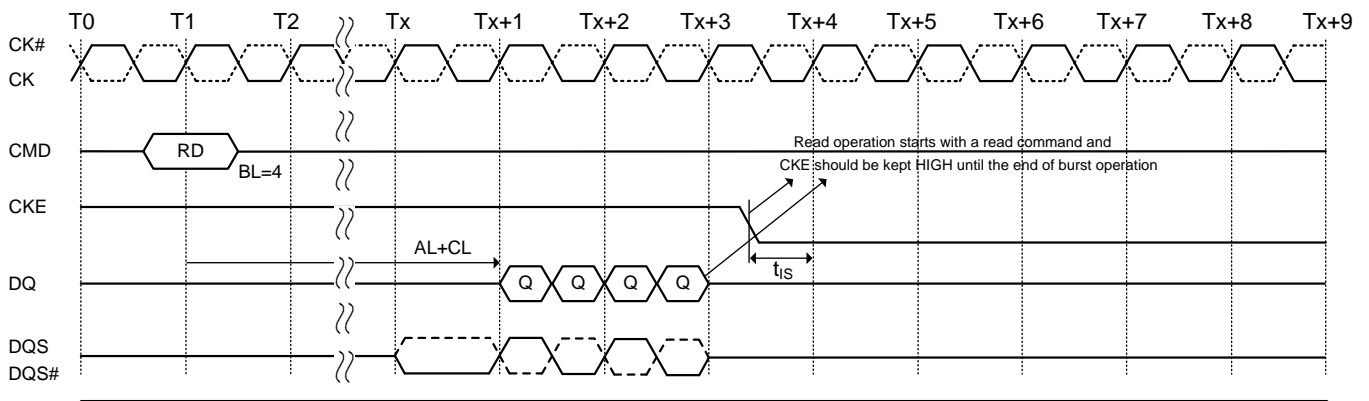 T0 T1 T2 Tx Tx+1 Tx+2 Tx+3 Tx+4 Tx+5 Tx+6 Tx+7 Tx+8 Tx+9
CK#
CK
CMD
RD
BL=4
Read operation starts with a read command and
CKE should be kept HIGH until the end of burst operation
CKE
AL+CL
tIS
DQ
Q Q Q Q
DQS
DQS#